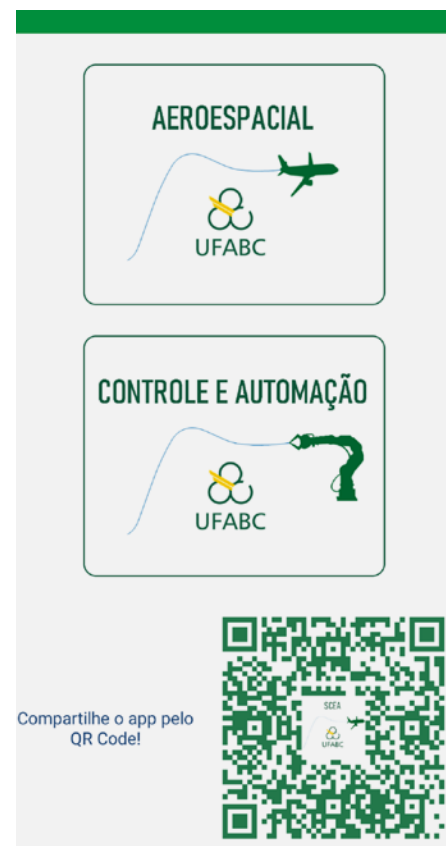 AEROESPACIAL
UFABC
CONTROLE E AUTOMAÇÃO
UFABC
Compartilhe o app pelo
QR Code!
SCEA
UFABC